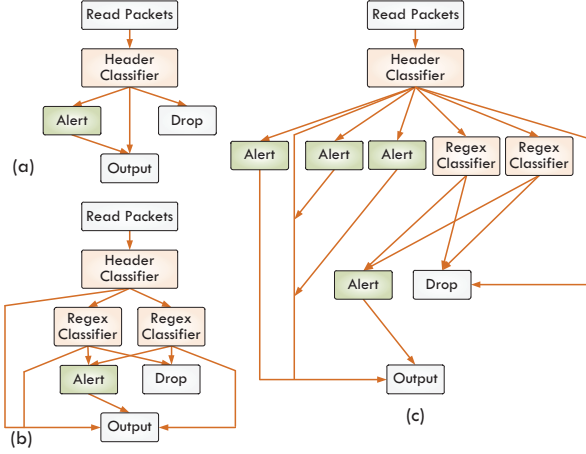 Read Packets
Header
Classifier
Alert
Drop
Output
(a)
Read Packets
Header
Classifier
Regex
Classifier
Regex
Classifier
Alert
Drop
Output
(b)
Read Packets
Header
Classifier
Alert
Alert
Alert
Regex
Classifier
Regex
Classifier
Alert
Drop
Output
(c)